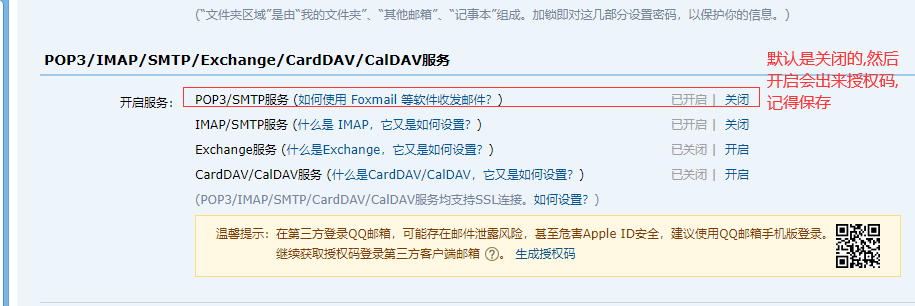 (“文件夹区域”是由“我的文件夹”、“其他邮箱”、“记事本”组成。加锁即对这几部分设置密码，以保护你的信息。)
POP3/IMAP/SMTP/Exchange/CardDAV/CalDAV服务
默认是关闭的,然后
开启会出来授权码,
记得保存
开启服务： POP3/SMTP服务 (如何使用 Foxmail 等软件收发邮件？) 已开启 | 关闭
IMAP/SMTP服务 (什么是 IMAP，它又是如何设置？) 已开启 | 关闭
Exchange服务 (什么是Exchange，它又是如何设置？) 已关闭 | 开启
CardDAV/CalDAV服务 (什么是CardDAV/CalDAV，它又是如何设置？) 已关闭 | 开启
(POP3/IMAP/SMTP/CardDAV/CalDAV服务均支持SSL连接。如何设置？)
温馨提示：在第三方登录QQ邮箱，可能存在邮件泄露风险，甚至危害Apple ID安全，建议使用QQ邮箱手机版登录。
继续获取授权码登录第三方客户端邮箱 ?。 生成授权码